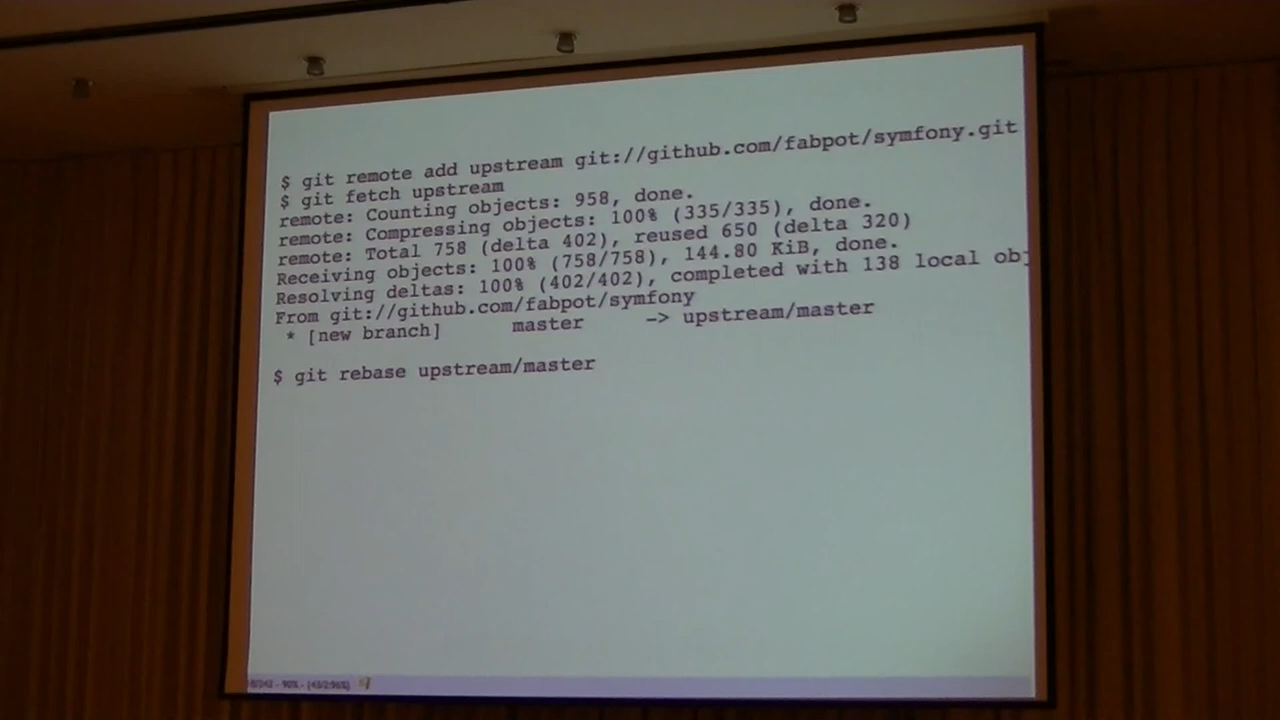 $ git remote add upstream git://github.com/fabpot/symfony.git
$ git fetch upstream
remote: Counting objects: 958, done.
remote: Compressing objects: 100% (335/335), done.
remote: Total 758 (delta 402), reused 650 (delta 320)
Receiving objects: 100% (758/758), 144.80 KiB, done.
Resolving deltas: 100% (402/402), completed with 138 local obj
From git://github.com/fabpot/symfony
* [new branch] master -> upstream/master
$ git rebase upstream/master